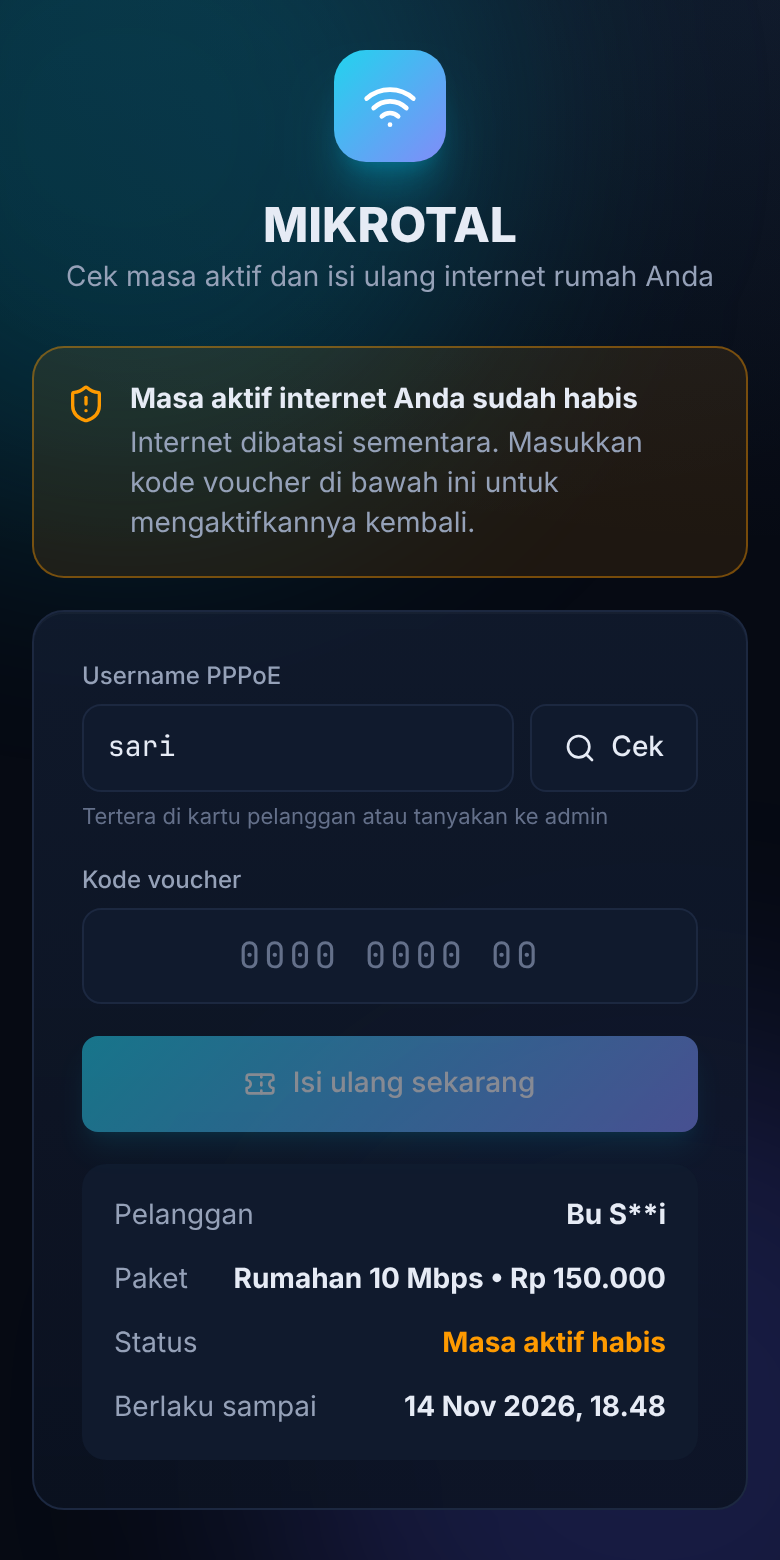 MIKROTAL
Cek masa aktif dan isi ulang internet rumah Anda
Masa aktif internet Anda sudah habis
Internet dibatasi sementara. Masukkan
kode voucher di bawah ini untuk
mengaktifkannya kembali.
Username PPPoE
sari
Cek
Tertera di kartu pelanggan atau tanyakan ke admin
Kode voucher
0000 0000 00
Isi ulang sekarang
Pelanggan Bu S**i
Paket Rumahan 10 Mbps • Rp 150.000
Status Masa aktif habis
Berlaku sampai 14 Nov 2026, 18.48